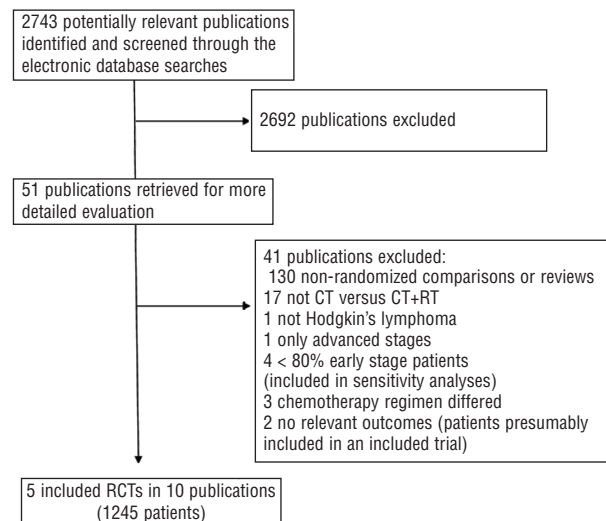 2743 potentially relevant publications
identified and screened through the
electronic database searches
2692 publications excluded
51 publications retrieved for more
detailed evaluation
41 publications excluded:
130 non-randomized comparisons or reviews
17 not CT versus CT+RT
1 not Hodgkin's lymphoma
1 only advanced stages
4 < 80% early stage patients
(included in sensitivity analyses)
3 chemotherapy regimen differed
2 no relevant outcomes (patients presumably
included in an included trial)
5 included RCTs in 10 publications
(1245 patients)